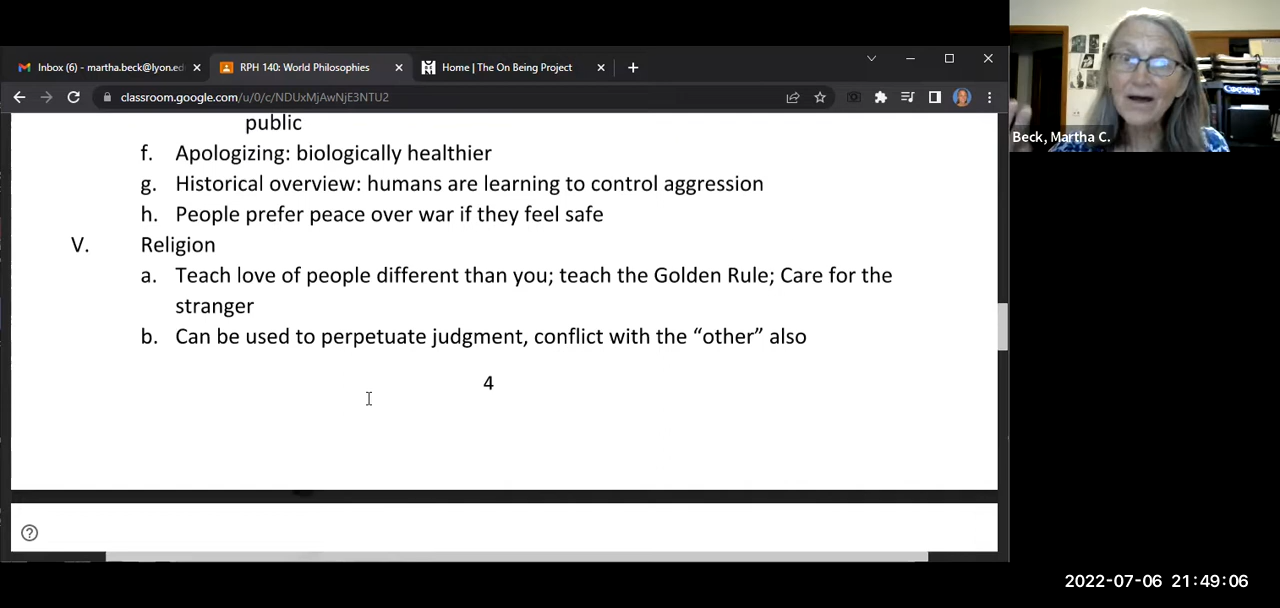 Inbox (6) - martha.beck@lyon.ed
RPH 140: World Philosophies
Home | The On Being Project
classroom.google.com/u/0/c/NDUxMjAwNjE3NTU2
Beck, Martha C.
public
f. Apologizing: biologically healthier
g. Historical overview: humans are learning to control aggression
h. People prefer peace over war if they feel safe
V. Religion
a. Teach love of people different than you; teach the Golden Rule; Care for the
stranger
b. Can be used to perpetuate judgment, conflict with the “other” also
4
2022-07-06 21:49:06